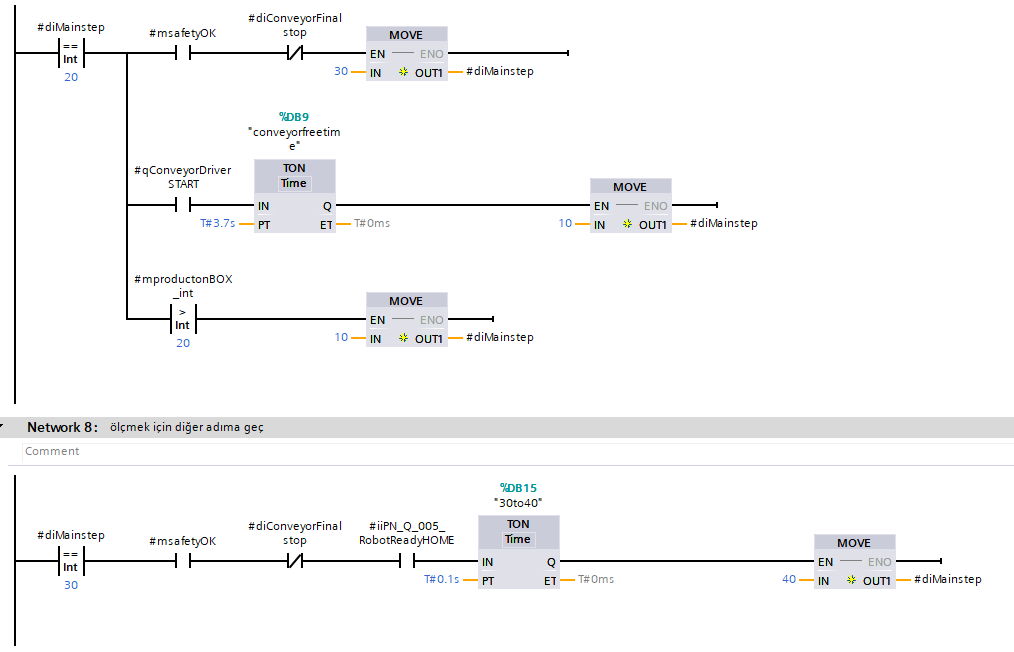 #diMainstep
==
Int
20
#msafetyOK
#diConveyorFinal
stop
MOVE
EN
ENO
30
IN
OUT1
#diMainstep
%DB9
"conveyorfreetim
e"
#qConveyorDriver
START
TON
Time
IN
Q
T#3.7s
PT
ET
T#0ms
MOVE
EN
ENO
10
IN
OUT1
#diMainstep
#mproductonBOX
_int
>
Int
20
MOVE
EN
ENO
10
IN
OUT1
#diMainstep
Network 8: ölçmek için diğer adıma geç
Comment
#diMainstep
==
Int
30
#msafetyOK
#diConveyorFinal
stop
#iiPN_Q_005_
RobotReadyHOME
%DB15
"30to40"
TON
Time
IN
Q
T#0.1s
PT
ET
T#0ms
MOVE
EN
ENO
40
IN
OUT1
#diMainstep